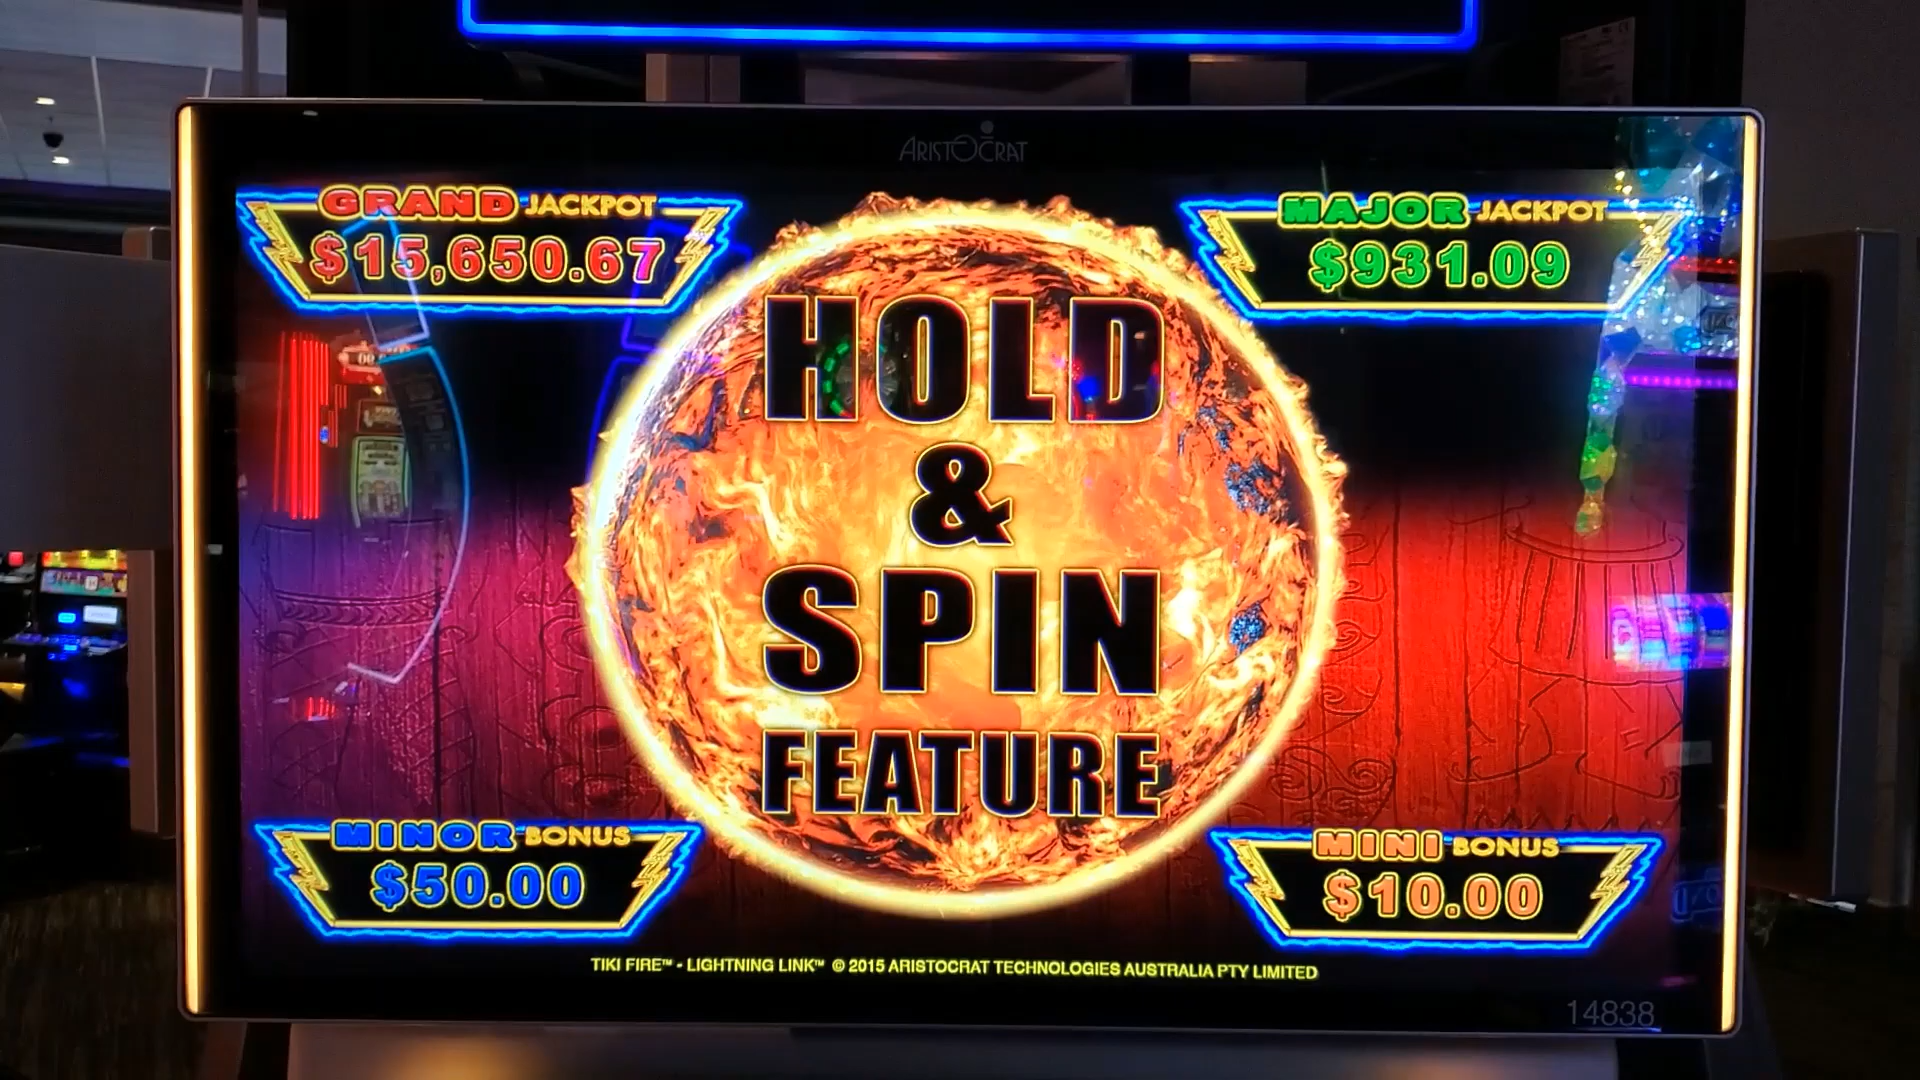 ARISTOCRAT
GRAND JACKPOT
$15,650.67
MAJOR JACKPOT
$931.09
HOLD
&
SPIN
FEATURE
MINOR BONUS
$50.00
MINI BONUS
$10.00
TIKI FIRE™ - LIGHTNING LINK™ © 2015 ARISTOCRAT TECHNOLOGIES AUSTRALIA PTY LIMITED
14838